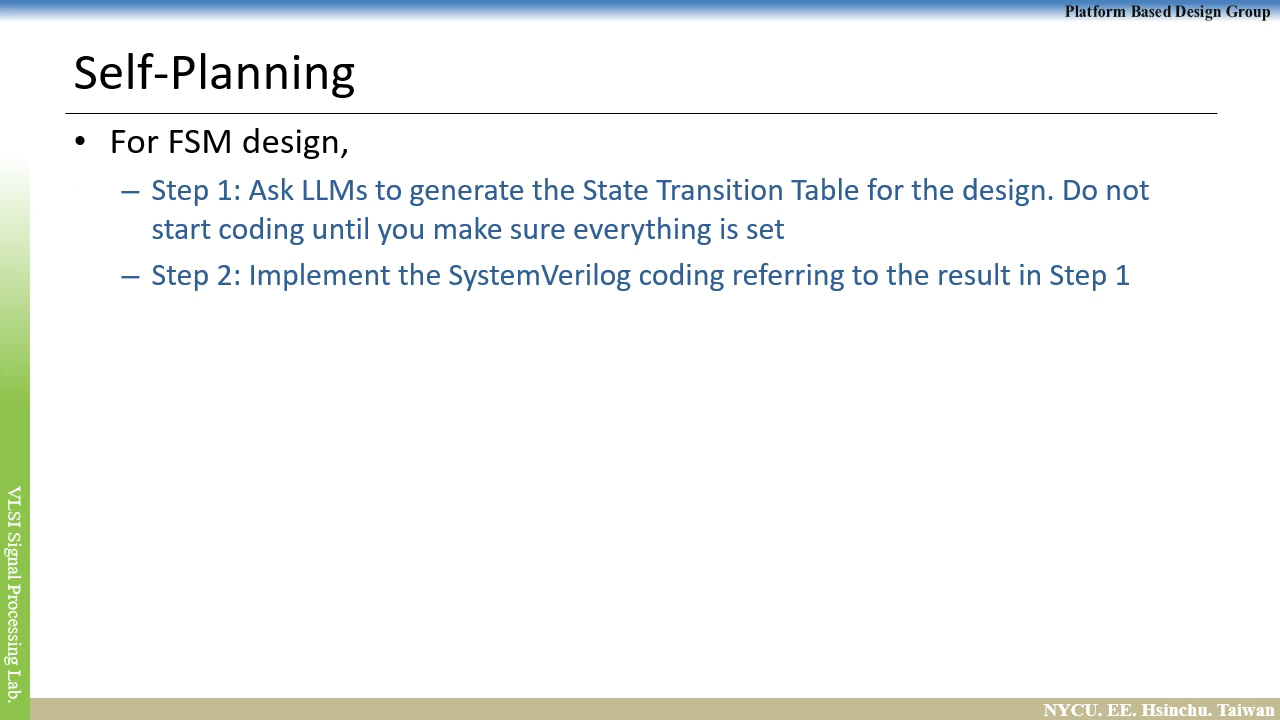 Platform Based Design Group
Self-Planning
• For FSM design,
– Step 1: Ask LLMs to generate the State Transition Table for the design. Do not
start coding until you make sure everything is set
– Step 2: Implement the SystemVerilog coding referring to the result in Step 1
VLSI Signal Processing Lab.
NYCU. EE. Hsinchu. Taiwan